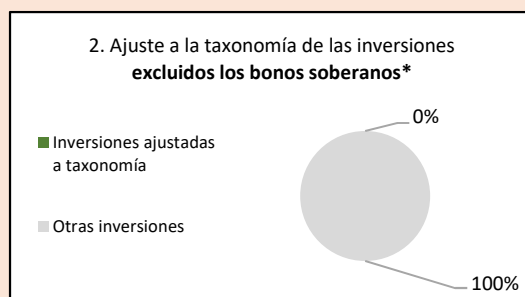 2. Ajuste a la taxonomía de las inversiones
excluidos los bonos soberanos*
0%
Inversiones ajustadas
a taxonomía
Otras inversiones
100%